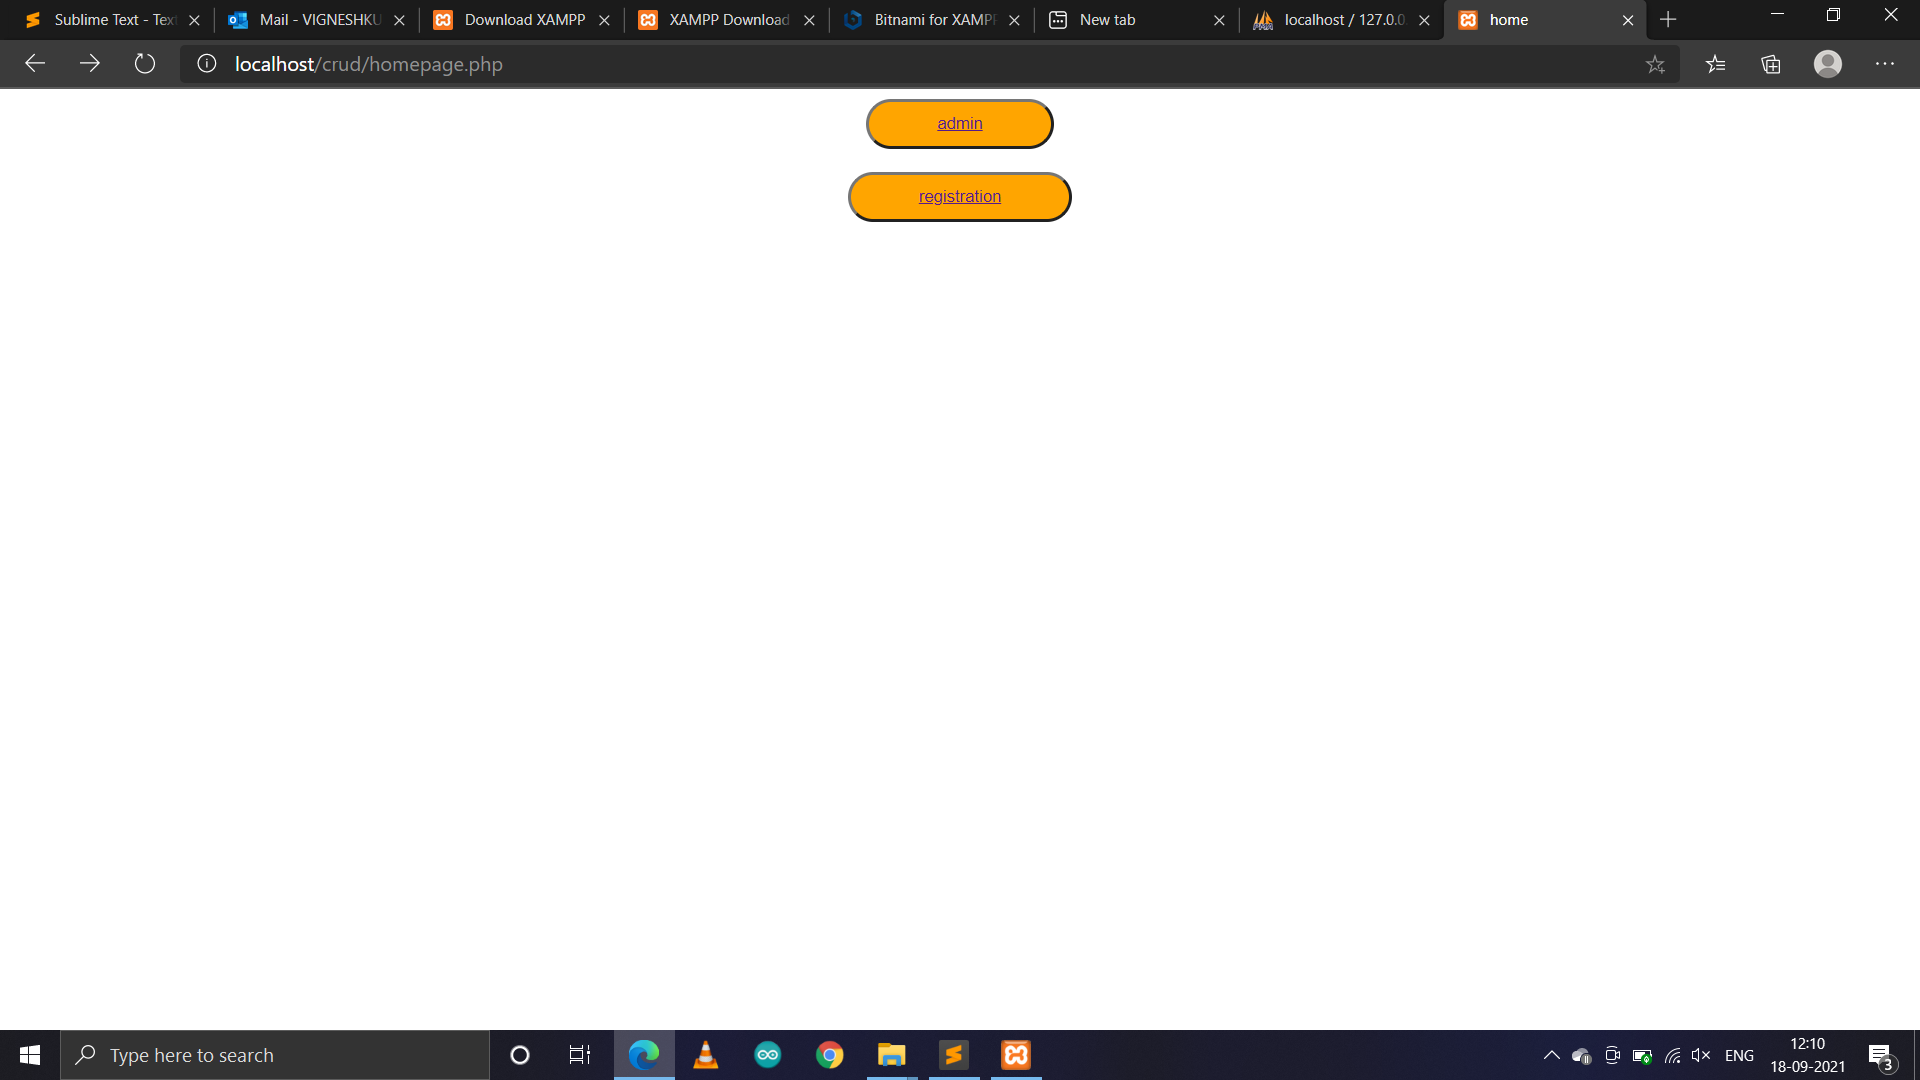 Sublime Text - Tex
Mail - VIGNESHKU
Download XAMPP
XAMPP Download
Bitnami for XAMPP
New tab
localhost / 127.0.0.
home
localhost/crud/homepage.php
admin
registration
Type here to search
ENG
12:10
18-09-2021
3